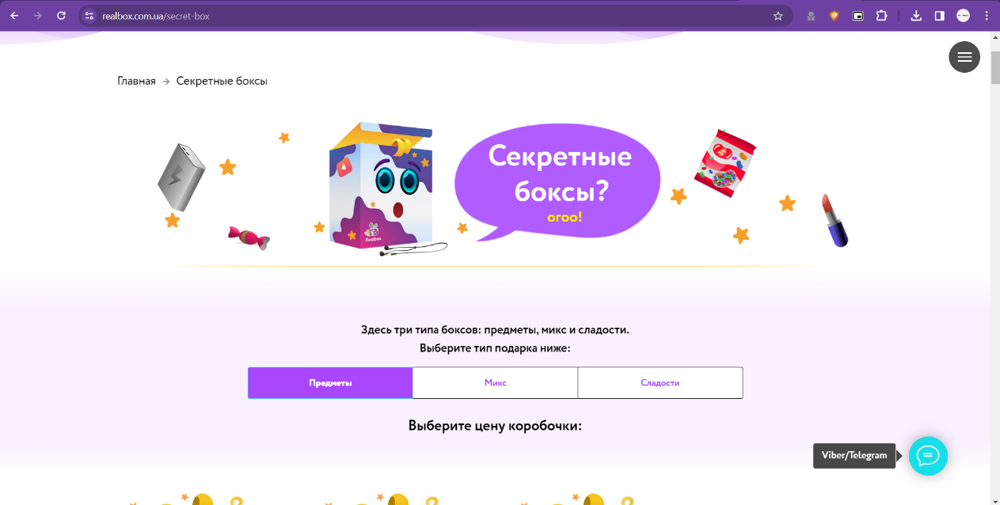 realbox.com.ua/secret-box
Главная → Секретные боксы
Секретные
боксы?
огоо!
Realbox
Здесь три типа боксов: предметы, микс и сладости.
Выберите тип подарка ниже:
Предметы
Микс
Сладости
Выберите цену коробочки:
Viber/Telegram